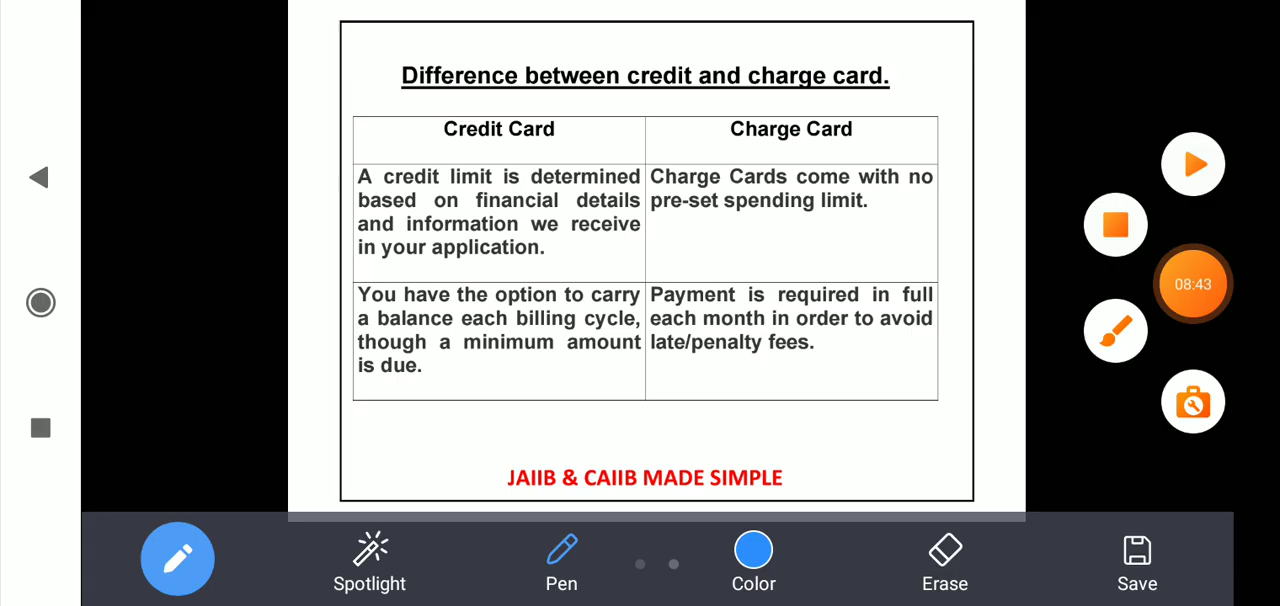 Difference between credit and charge card.
Credit Card
Charge Card
A credit limit is determined
based on financial details
and information we receive
in your application.
Charge Cards come with no
pre-set spending limit.
You have the option to carry
a balance each billing cycle,
though a minimum amount
is due.
Payment is required in full
each month in order to avoid
late/penalty fees.
JAIIB & CAIIB MADE SIMPLE
08:43
Spotlight
Pen
Color
Erase
Save